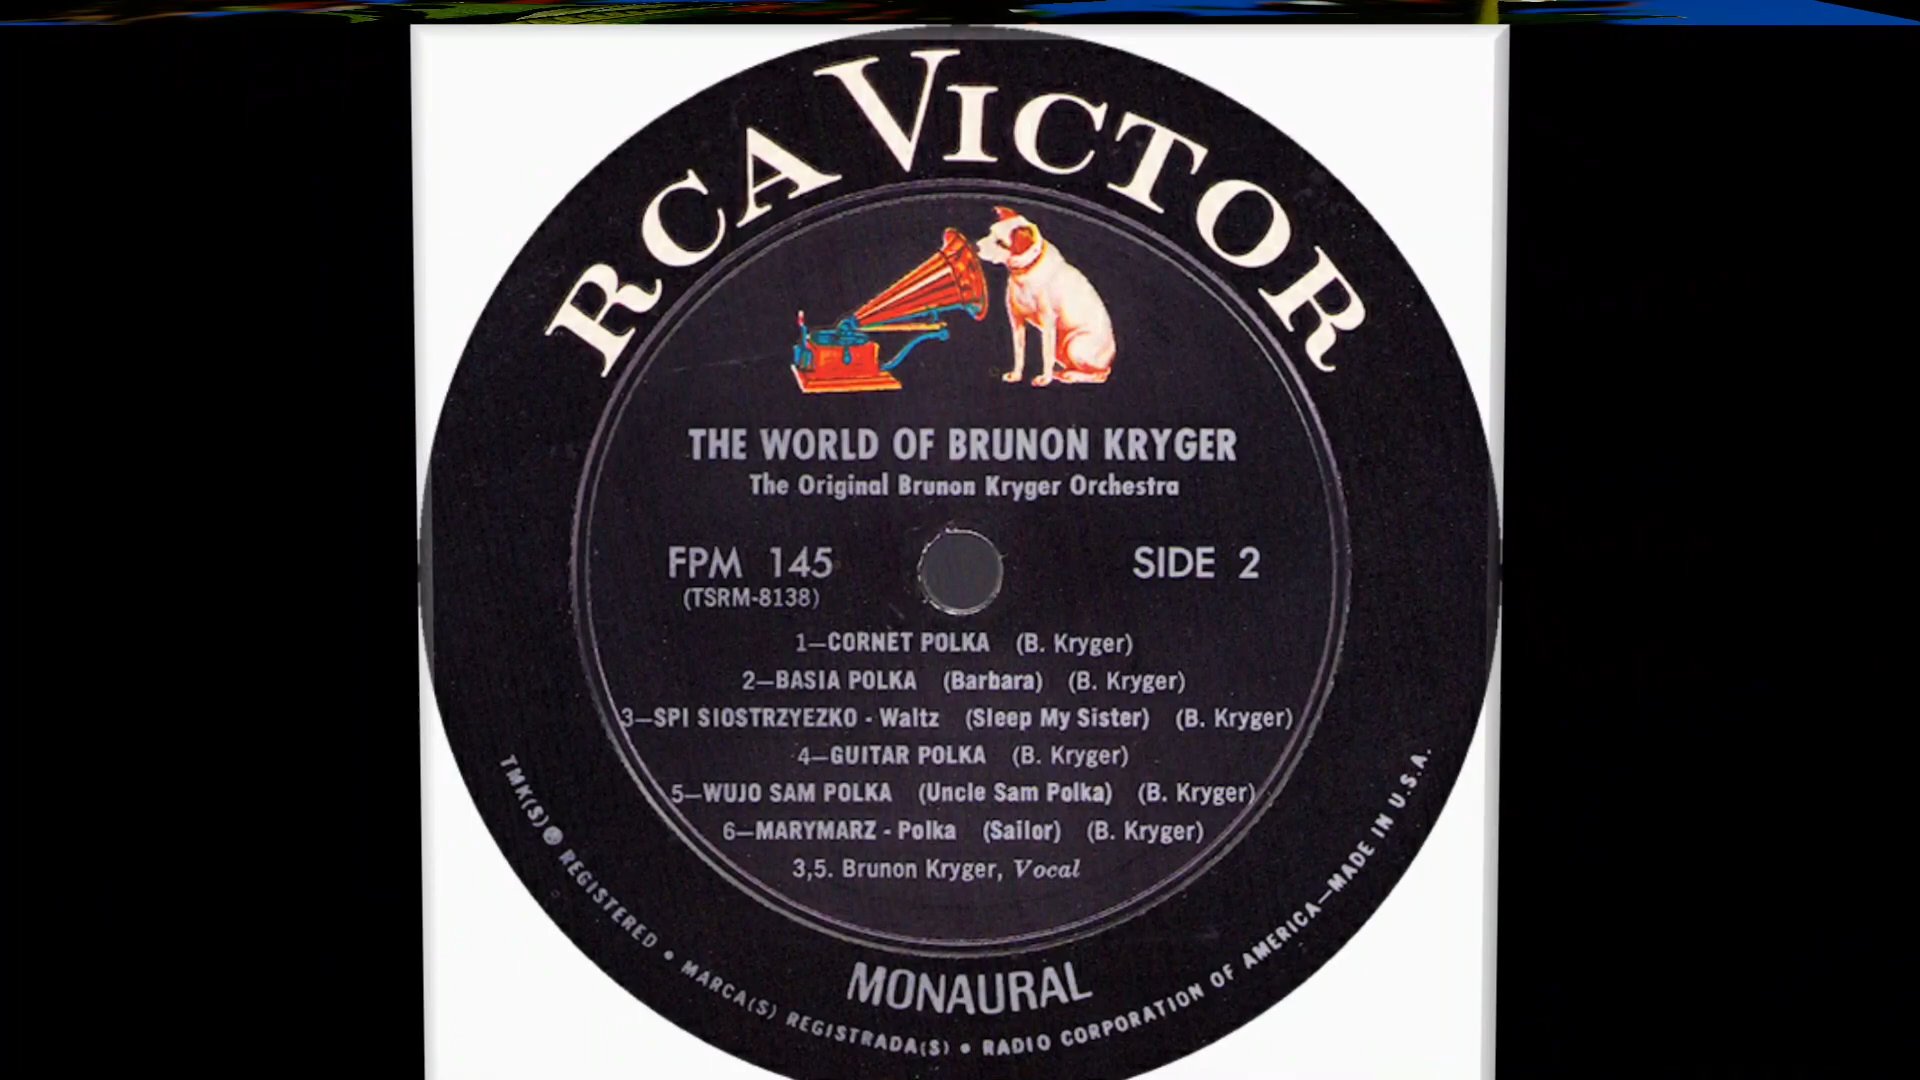 RCA VICTOR
THE WORLD OF BRUNON KRYGER
The Original Brunon Kryger Orchestra
FPM 145
SIDE 2
(TSRM-8138)
1—CORNET POLKA (B. Kryger)
2—BASIA POLKA (Barbara) (B. Kryger)
3—SPI SIOSTRZYEZKO - Waltz (Sleep My Sister) (B. Kryger)
4—GUITAR POLKA (B. Kryger)
5—WUJO SAM POLKA (Uncle Sam Polka) (B. Kryger)
6—MARYMARZ - Polka (Sailor) (B. Kryger)
3,5. Brunon Kryger, Vocal
MONAURAL
TMK(S) ® REGISTERED • MARCA(S) REGISTRADA(S) • RADIO CORPORATION OF AMERICA—MADE IN U.S.A.